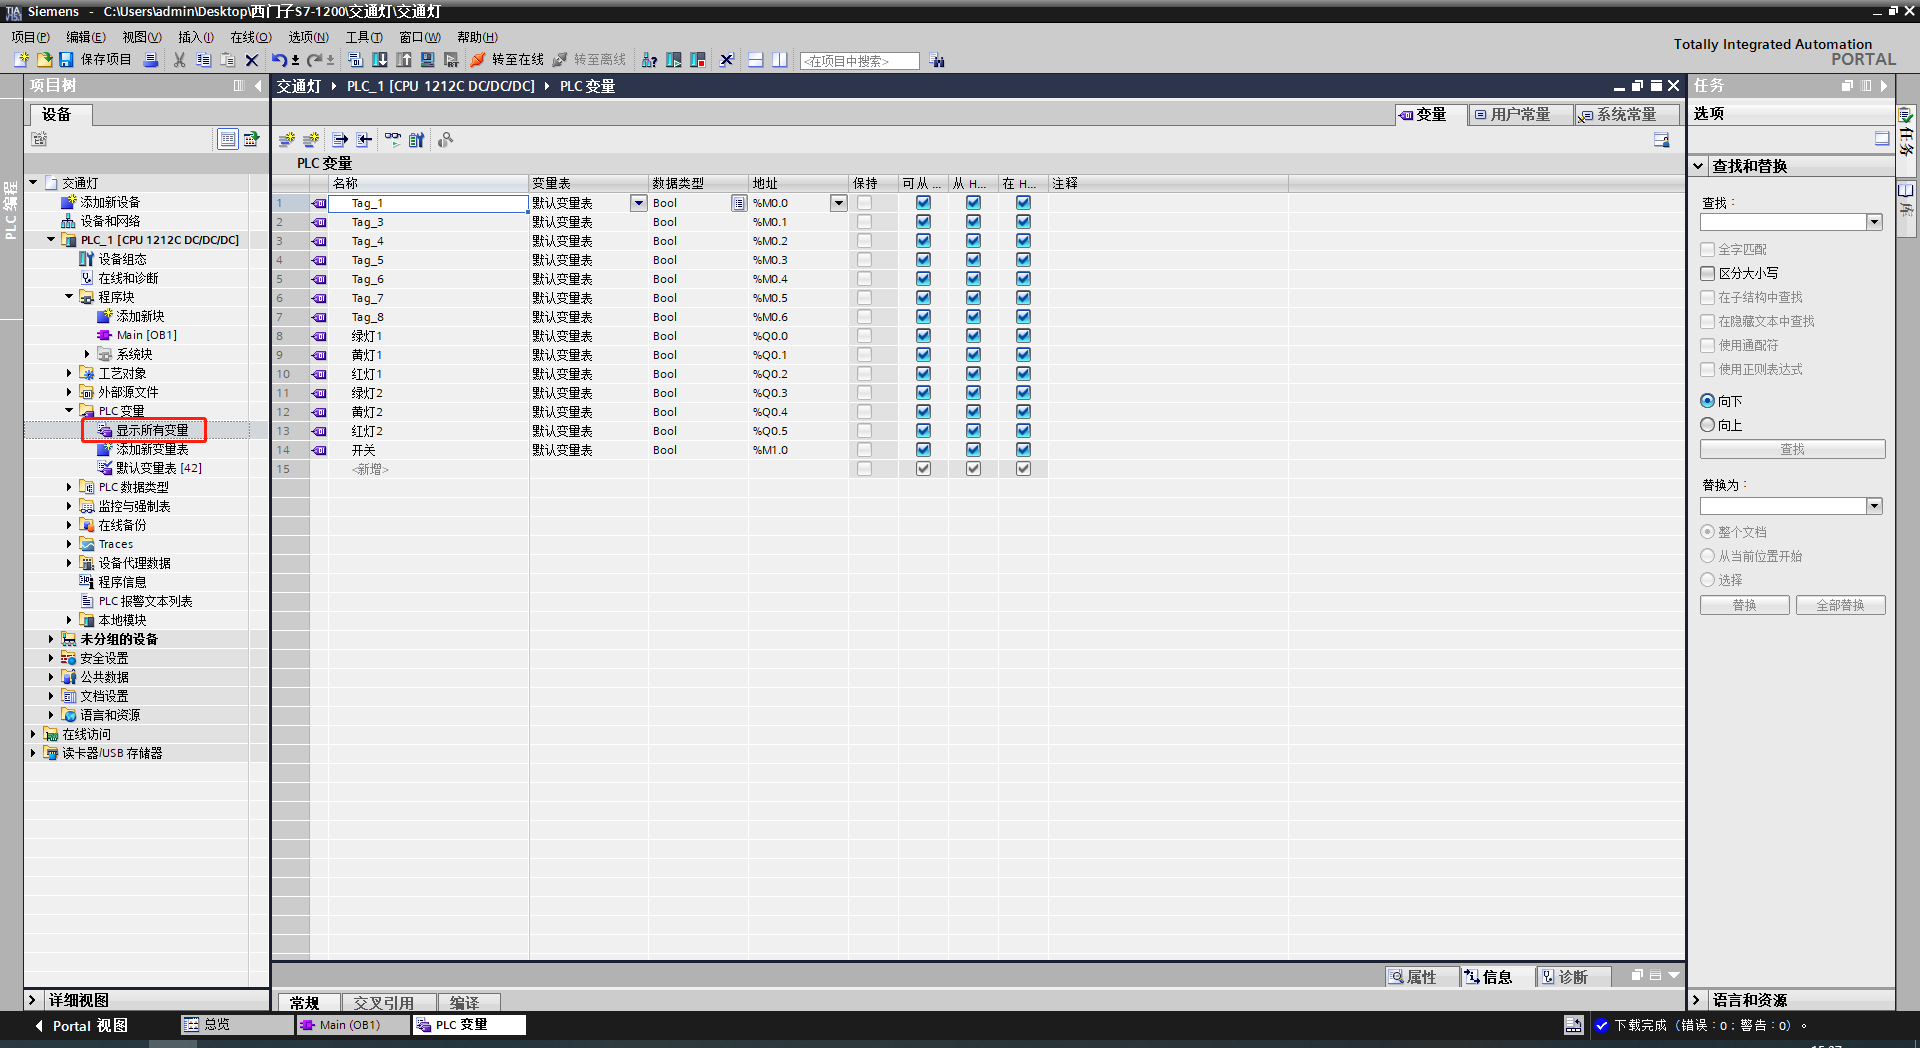 Siemens - C:\Users\admin\Desktop\西门子S7-1200\交通灯\交通灯
项目(P) 编辑(E) 视图(V) 插入(I) 在线(O) 选项(N) 工具(T) 窗口(W) 帮助(H)
Totally Integrated Automation
PORTAL
保存项目 转至在线 转至离线 <在项目中搜索>
项目树
交通灯 PLC_1 [CPU 1212C DC/DC/DC] PLC 变量
任务
设备
变量 用户常量 系统常量
选项
PLC 编程
任务
库
PLC 变量
查找和替换
名称 变量表 数据类型 地址 保持 可从 ... 从 H... 在 H... 注释
1 Tag_1 默认变量表 Bool %M0.0
2 Tag_3 默认变量表 Bool %M0.1
3 Tag_4 默认变量表 Bool %M0.2
4 Tag_5 默认变量表 Bool %M0.3
5 Tag_6 默认变量表 Bool %M0.4
6 Tag_7 默认变量表 Bool %M0.5
7 Tag_8 默认变量表 Bool %M0.6
8 绿灯1 默认变量表 Bool %Q0.0
9 黄灯1 默认变量表 Bool %Q0.1
10 红灯1 默认变量表 Bool %Q0.2
11 绿灯2 默认变量表 Bool %Q0.3
12 黄灯2 默认变量表 Bool %Q0.4
13 红灯2 默认变量表 Bool %Q0.5
14 开关 默认变量表 Bool %M1.0
15 <新增>
交通灯
添加新设备
设备和网络
PLC_1 [CPU 1212C DC/DC/DC]
设备组态
在线和诊断
程序块
添加新块
Main [OB1]
系统块
工艺对象
外部源文件
PLC 变量
显示所有变量
添加新变量表
默认变量表 [42]
PLC 数据类型
监控与强制表
在线备份
Traces
设备代理数据
程序信息
PLC 报警文本列表
本地模块
未分组的设备
安全设置
公共数据
文档设置
语言和资源
在线访问
读卡器/USB 存储器
查找：
全字匹配
区分大小写
在子结构中查找
在隐藏文本中查找
使用通配符
使用正则表达式
向下
向上
查找
替换为：
整个文档
从当前位置开始
选择
替换 全部替换
属性 信息 诊断
详细视图
常规 交叉引用 编译
语言和资源
Portal 视图 总览 Main (OB1) PLC 变量 下载完成（错误：0；警告：0）。